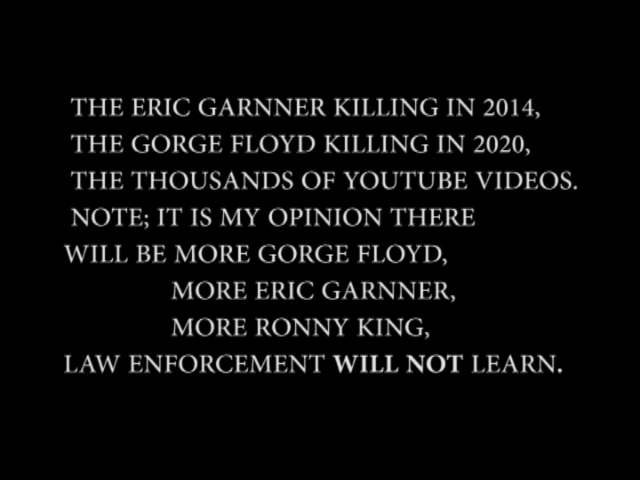 THE ERIC GARNNER KILLING IN 2014,
THE GORGE FLOYD KILLING IN 2020,
THE THOUSANDS OF YOUTUBE VIDEOS.
NOTE; IT IS MY OPINION THERE
WILL BE MORE GORGE FLOYD,
MORE ERIC GARNNER,
MORE RONNY KING,
LAW ENFORCEMENT WILL NOT LEARN.